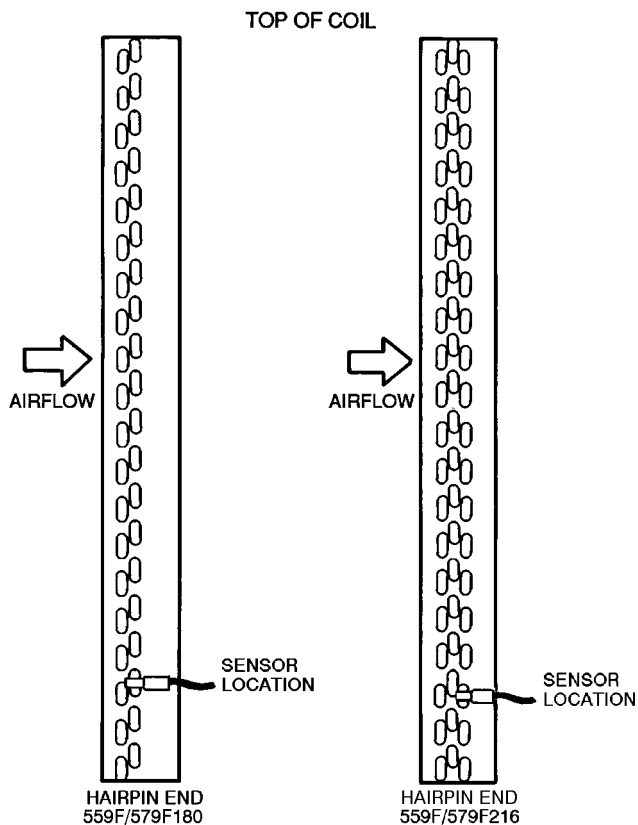 TOP OF COIL
AIRFLOW
AIRFLOW
SENSOR
LOCATION
SENSOR
LOCATION
HAIRPIN END
559F/579F180
HAIRPIN END
559F/579F216